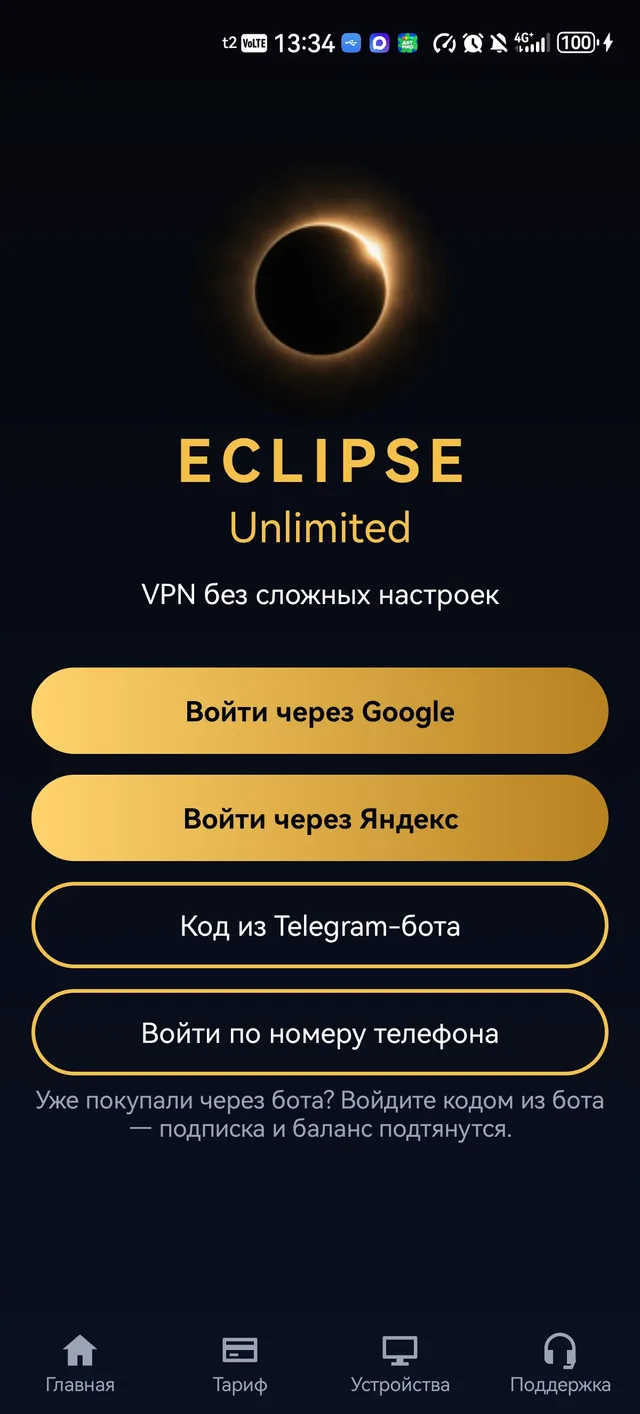 t2 VoLTE 13:34 4G+ 100
ECLIPSE
Unlimited
VPN без сложных настроек
Войти через Google
Войти через Яндекс
Код из Telegram-бота
Войти по номеру телефона
Уже покупали через бота? Войдите кодом из бота
— подписка и баланс подтянутся.
Главная Тариф Устройства Поддержка